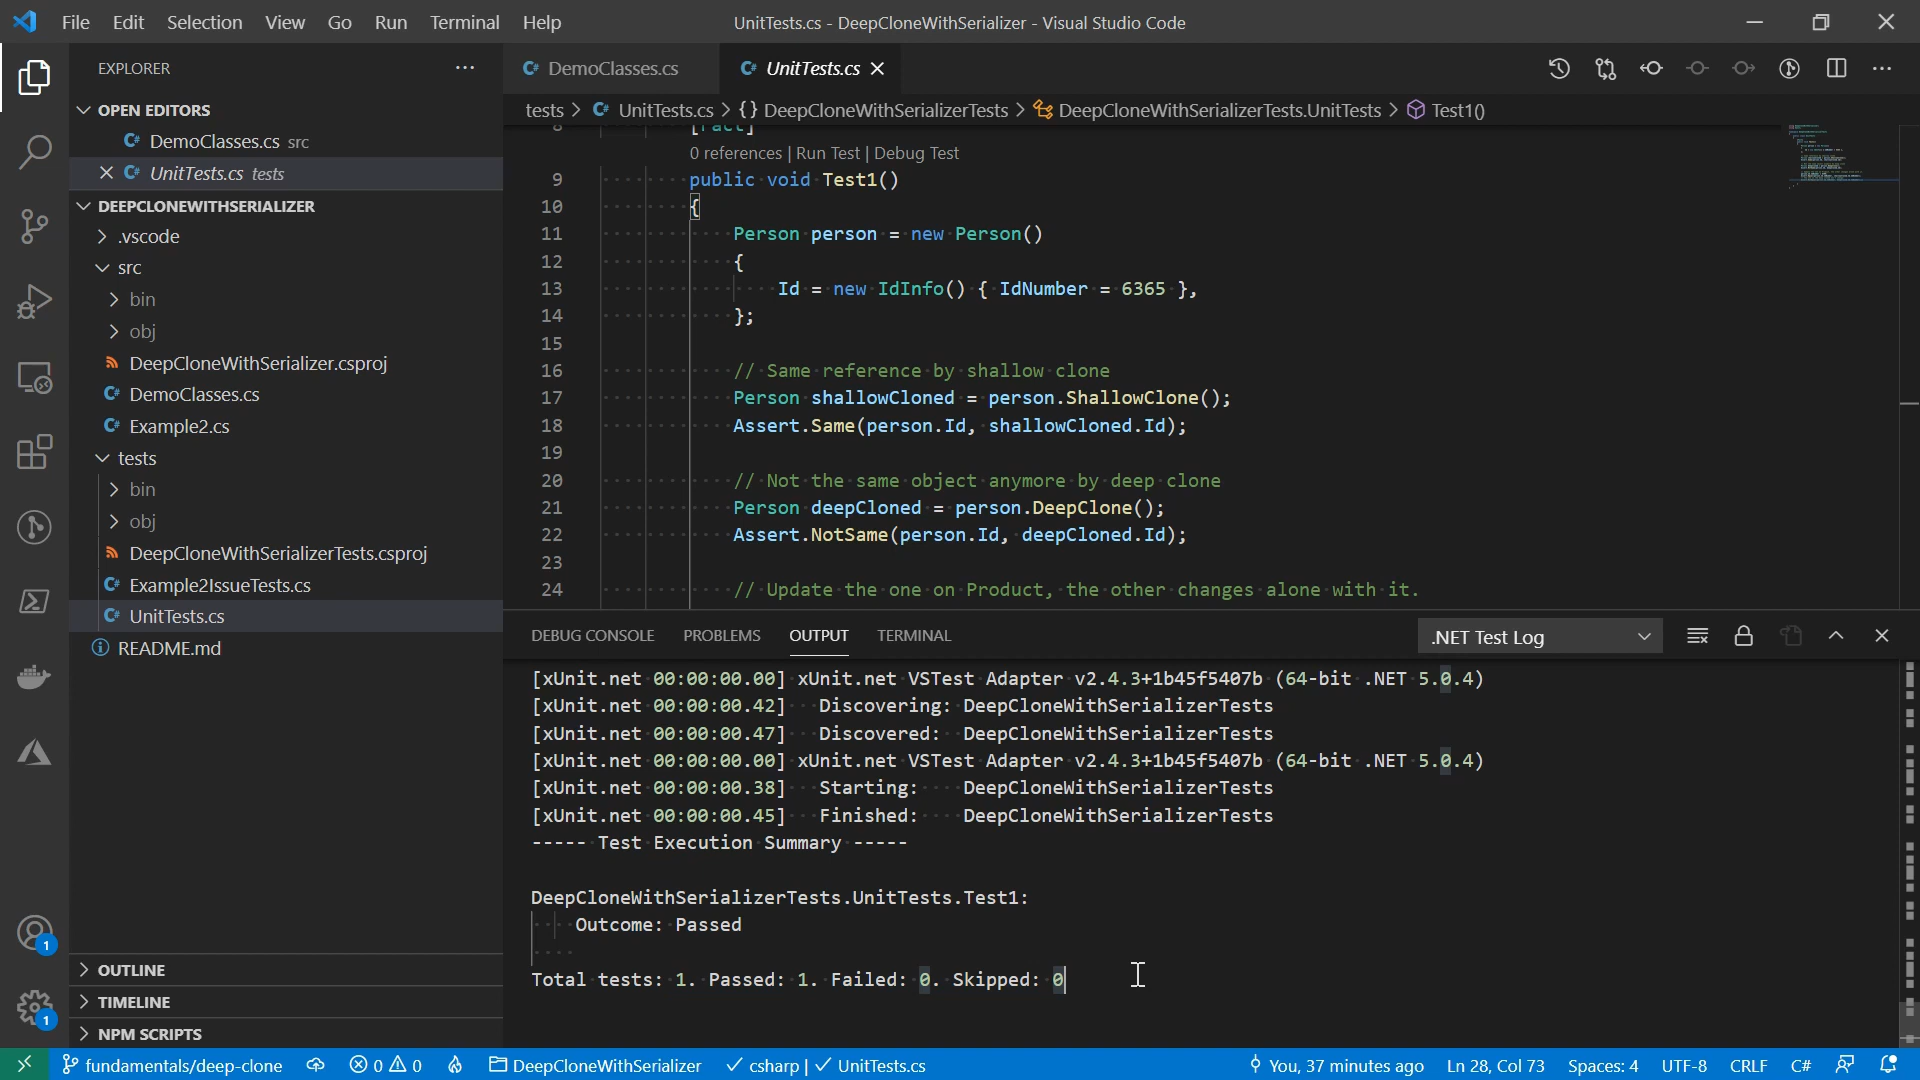 File Edit Selection View Go Run Terminal Help
UnitTests.cs - DeepCloneWithSerializer - Visual Studio Code
EXPLORER
OPEN EDITORS
DemoClasses.cs src
UnitTests.cs tests
DEEPCLONEWITHSERIALIZER
.vscode
src
bin
obj
DeepCloneWithSerializer.csproj
DemoClasses.cs
Example2.cs
tests
bin
obj
DeepCloneWithSerializerTests.csproj
Example2IssueTests.cs
UnitTests.cs
README.md
OUTLINE
TIMELINE
NPM SCRIPTS
1
1
DemoClasses.cs UnitTests.cs
tests > UnitTests.cs > {} DeepCloneWithSerializerTests > DeepCloneWithSerializerTests.UnitTests > Test1()
8 [Fact]
0 references | Run Test | Debug Test
9 public void Test1()
10 {
11 Person person = new Person()
12 {
13 Id = new IdInfo() { IdNumber = 6365 },
14 };
15
16 // Same reference by shallow clone
17 Person shallowCloned = person.ShallowClone();
18 Assert.Same(person.Id, shallowCloned.Id);
19
20 // Not the same object anymore by deep clone
21 Person deepCloned = person.DeepClone();
22 Assert.NotSame(person.Id, deepCloned.Id);
23
24 // Update the one on Product, the other changes alone with it.
DEBUG CONSOLE PROBLEMS OUTPUT TERMINAL .NET Test Log
[xUnit.net 00:00:00.00] xUnit.net VSTest Adapter v2.4.3+1b45f5407b (64-bit .NET 5.0.4)
[xUnit.net 00:00:00.42] Discovering: DeepCloneWithSerializerTests
[xUnit.net 00:00:00.47] Discovered: DeepCloneWithSerializerTests
[xUnit.net 00:00:00.00] xUnit.net VSTest Adapter v2.4.3+1b45f5407b (64-bit .NET 5.0.4)
[xUnit.net 00:00:00.38] Starting: DeepCloneWithSerializerTests
[xUnit.net 00:00:00.45] Finished: DeepCloneWithSerializerTests
----- Test Execution Summary -----
DeepCloneWithSerializerTests.UnitTests.Test1:
Outcome: Passed
Total tests: 1. Passed: 1. Failed: 0. Skipped: 0
fundamentals/deep-clone 0 0 DeepCloneWithSerializer csharp | UnitTests.cs You, 37 minutes ago Ln 28, Col 73 Spaces: 4 UTF-8 CRLF C#